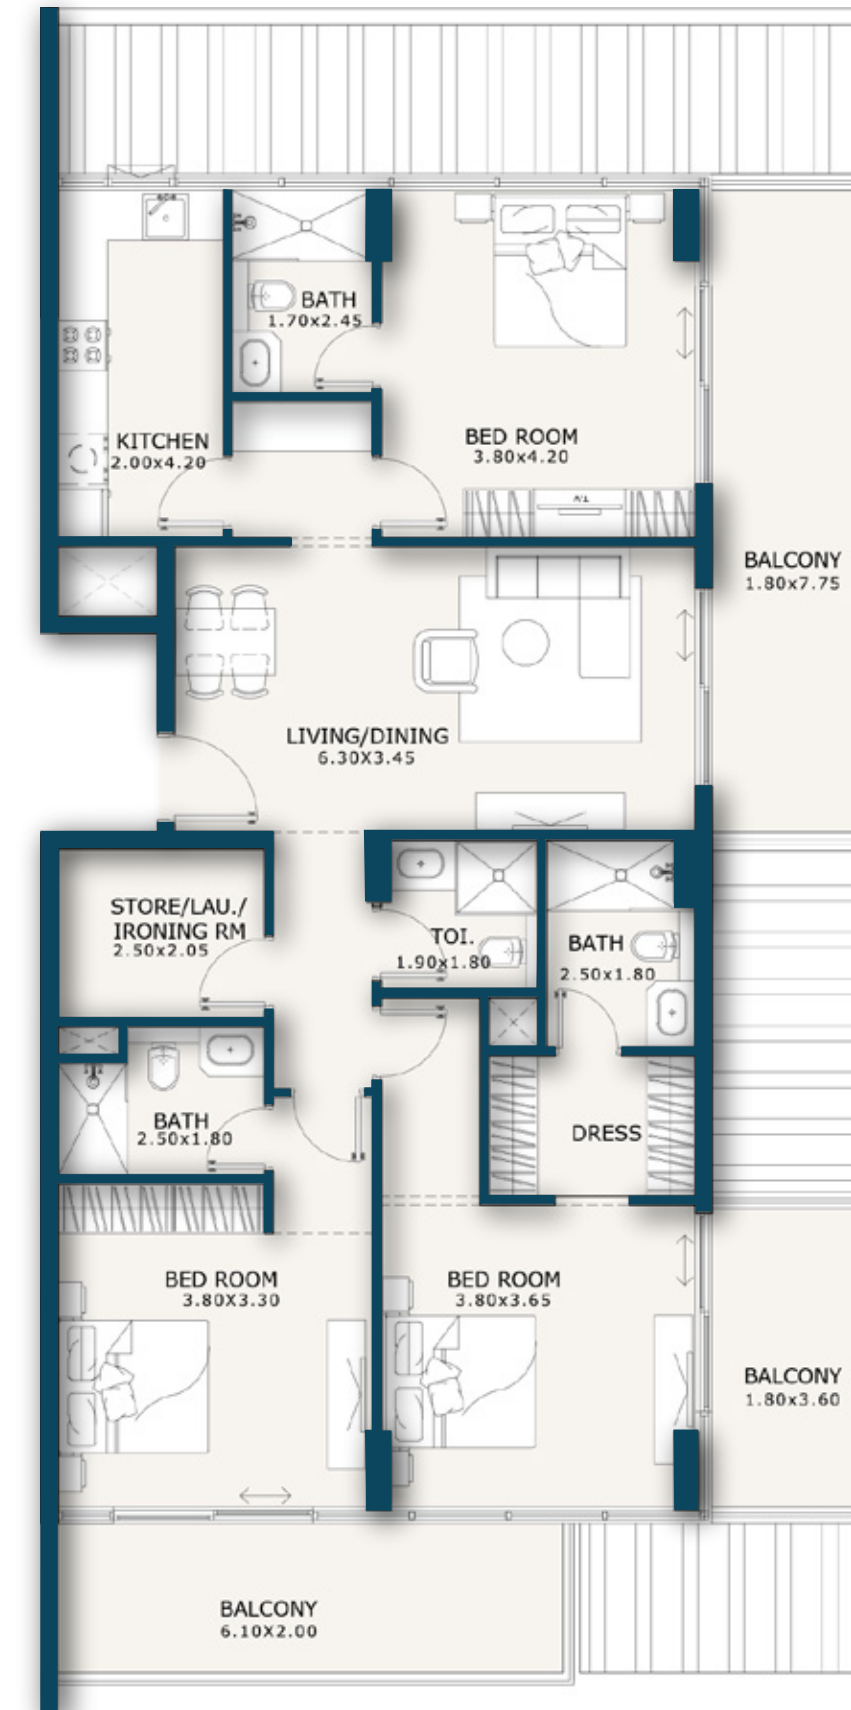 BATH
1.70x2.45
KITCHEN
2.00x4.20
BED ROOM
3.80x4.20
T.V
BALCONY
1.80x7.75
LIVING/DINING
6.30X3.45
STORE/LAU./
IRONING RM
2.50x2.05
TOI.
1.90x1.80
BATH
2.50x1.80
BATH
2.50x1.80
DRESS
BED ROOM
3.80X3.30
BED ROOM
3.80x3.65
BALCONY
1.80x3.60
BALCONY
6.10X2.00